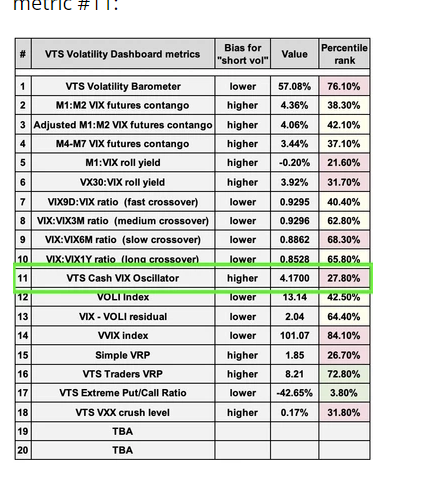 metric #11:
# VTS Volatility Dashboard metrics Bias for "short vol" Value Percentile rank
1 VTS Volatility Barometer lower 57.08% 76.10%
2 M1:M2 VIX futures contango higher 4.36% 38.30%
3 Adjusted M1:M2 VIX futures contango higher 4.06% 42.10%
4 M4-M7 VIX futures contango higher 3.44% 37.10%
5 M1:VIX roll yield higher -0.20% 21.60%
6 VX30:VIX roll yield higher 3.92% 31.70%
7 VIX9D:VIX ratio (fast crossover) lower 0.9295 40.40%
8 VIX:VIX3M ratio (medium crossover) lower 0.9296 62.80%
9 VIX:VIX6M ratio (slow crossover) lower 0.8862 68.30%
10 VIX:VIX1Y ratio (long crossover) lower 0.8528 65.80%
11 VTS Cash VIX Oscillator higher 4.1700 27.80%
12 VOLI Index lower 13.14 42.50%
13 VIX - VOLI residual lower 2.04 64.40%
14 VVIX index lower 101.07 84.10%
15 Simple VRP higher 1.85 26.70%
16 VTS Traders VRP higher 8.21 72.80%
17 VTS Extreme Put/Call Ratio lower -42.65% 3.80%
18 VTS VXX crush level higher 0.17% 31.80%
19 TBA
20 TBA